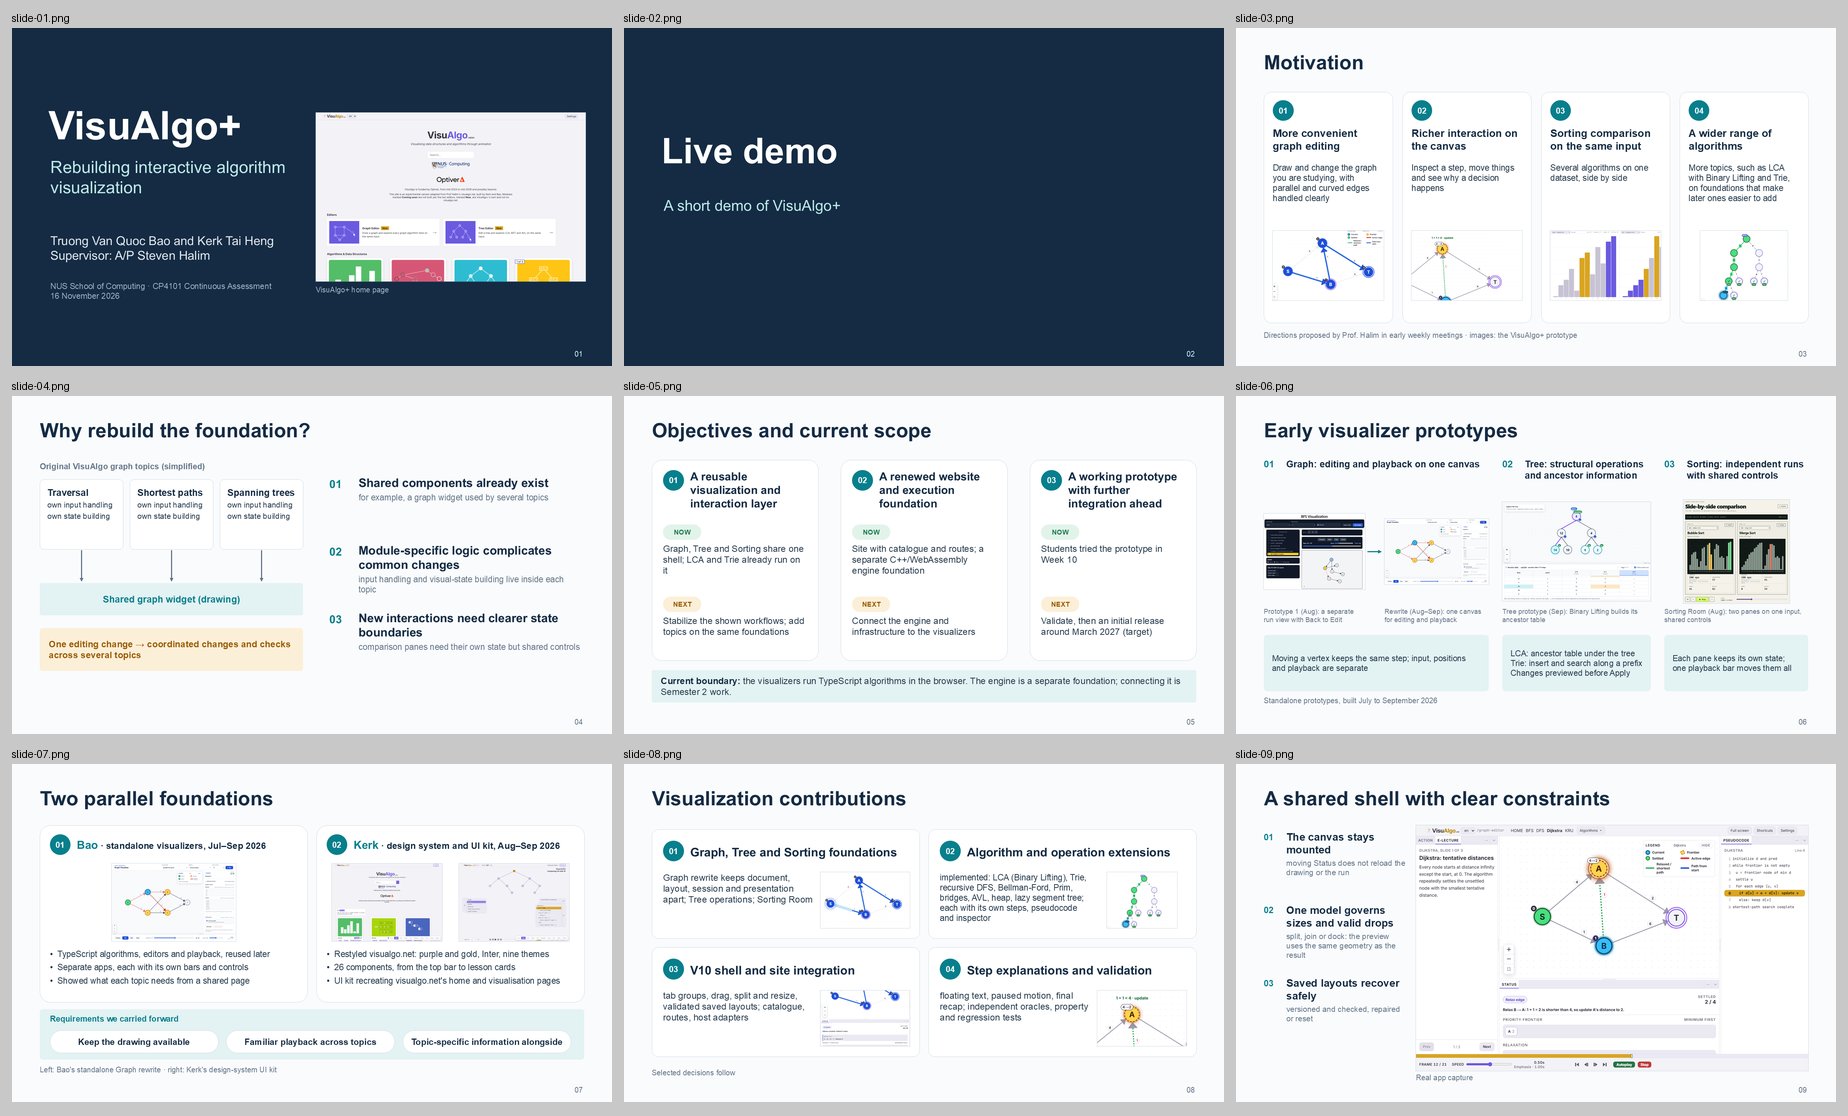 slide-01.png
VisuAlgo+
Rebuilding interactive algorithm
visualization
Truong Van Quoc Bao and Kerk Tai Heng
Supervisor: A/P Steven Halim
NUS School of Computing · CP4101 Continuous Assessment
16 November 2026
VisuAlgo
Optiver
VisuAlgo+ home page
01
slide-02.png
Live demo
A short demo of VisuAlgo+
02
slide-03.png
Motivation
01
More convenient
graph editing
Draw and change the graph
you are studying, with
parallel and curved edges
handled clearly
02
Richer interaction on
the canvas
Inspect a step, move things
and see why a decision
happens
03
Sorting comparison
on the same input
Several algorithms on one
dataset, side by side
04
A wider range of
algorithms
More topics, such as LCA
with Binary Lifting and Trie,
on foundations that make
later ones easier to add
Directions proposed by Prof. Halim in early weekly meetings · images: the VisuAlgo+ prototype
03
slide-04.png
Why rebuild the foundation?
Original VisuAlgo graph topics (simplified)
Traversal
own input handling
own state building
Shortest paths
own input handling
own state building
Spanning trees
own input handling
own state building
Shared graph widget (drawing)
One editing change → coordinated changes and checks
across several topics
01
Shared components already exist
for example, a graph widget used by several topics
02
Module-specific logic complicates
common changes
input handling and visual-state building live inside each
topic
03
New interactions need clearer state
boundaries
comparison panes need their own state but shared controls
04
slide-05.png
Objectives and current scope
01
A reusable
visualization and
interaction layer
NOW
Graph, Tree and Sorting share one
shell; LCA and Trie already run on
it
NEXT
Stabilize the shown workflows; add
topics on the same foundations
02
A renewed website
and execution
foundation
NOW
Site with catalogue and routes; a
separate C++/WebAssembly
engine foundation
NEXT
Connect the engine and
infrastructure to the visualizers
03
A working prototype
with further
integration ahead
NOW
Students tried the prototype in
Week 10
NEXT
Validate, then an initial release
around March 2027 (target)
Current boundary: the visualizers run TypeScript algorithms in the browser. The engine is a separate foundation; connecting it is
Semester 2 work.
05
slide-06.png
Early visualizer prototypes
01
Graph: editing and playback on one canvas
02
Tree: structural operations
and ancestor information
03
Sorting: independent runs
with shared controls
Side-by-side comparison
Prototype 1 (Aug): a separate
run view with Back to Edit
Rewrite (Aug–Sep): one canvas
for editing and playback
Tree prototype (Sep): Binary Lifting builds its
ancestor table
Sorting Room (Aug): two panes on one input,
shared controls
Moving a vertex keeps the same step; input, positions
and playback are separate
LCA: ancestor table under the tree
Trie: insert and search along a prefix
Changes previewed before Apply
Each pane keeps its own state;
one playback bar moves them all
Standalone prototypes, built July to September 2026
06
slide-07.png
Two parallel foundations
01
Bao · standalone visualizers, Jul–Sep 2026
• TypeScript algorithms, editors and playback, reused later
• Separate apps, each with its own bars and controls
• Showed what each topic needs from a shared page
02
Kerk · design system and UI kit, Aug–Sep 2026
• Restyled visualgo.net: purple and gold, Inter, nine themes
• 26 components, from the top bar to lesson cards
• UI kit recreating visualgo.net's home and visualisation pages
Requirements we carried forward
Keep the drawing available
Familiar playback across topics
Topic-specific information alongside
Left: Bao's standalone Graph rewrite · right: Kerk's design-system UI kit
07
slide-08.png
Visualization contributions
01
Graph, Tree and Sorting foundations
Graph rewrite keeps document,
layout, session and presentation
apart; Tree operations; Sorting Room
02
Algorithm and operation extensions
implemented: LCA (Binary Lifting), Trie,
recursive DFS, Bellman-Ford, Prim,
bridges, AVL, heap, lazy segment tree;
each with its own steps, pseudocode
and inspector
03
V10 shell and site integration
tab groups, drag, split and resize,
validated saved layouts; catalogue,
routes, host adapters
04
Step explanations and validation
floating text, paused motion, final
recap; independent oracles, property
and regression tests
Selected decisions follow
08
slide-09.png
A shared shell with clear constraints
01
The canvas stays
mounted
moving Status does not reload the
drawing or the run
02
One model governs
sizes and valid drops
split, join or dock: the preview
uses the same geometry as the
result
03
Saved layouts recover
safely
versioned and checked, repaired
or reset
Dijkstra: tentative distances
A
S
T
B
STATUS
Real app capture
09